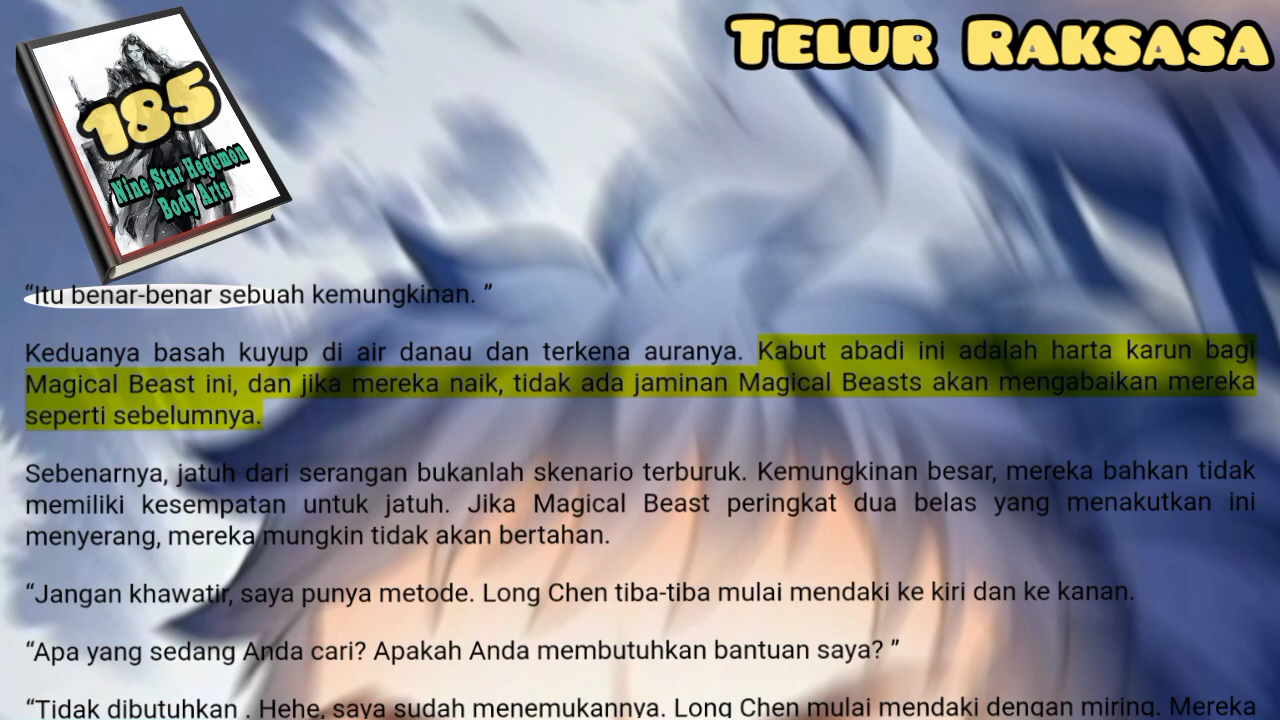 Telur Raksasa
185
Nine Star Hegemon
Body Arts
“Itu benar-benar sebuah kemungkinan. ”
Keduanya basah kuyup di air danau dan terkena auranya. Kabut abadi ini adalah harta karun bagi
Magical Beast ini, dan jika mereka naik, tidak ada jaminan Magical Beasts akan mengabaikan mereka
seperti sebelumnya.
Sebenarnya, jatuh dari serangan bukanlah skenario terburuk. Kemungkinan besar, mereka bahkan tidak
memiliki kesempatan untuk jatuh. Jika Magical Beast peringkat dua belas yang menakutkan ini
menyerang, mereka mungkin tidak akan bertahan.
“Jangan khawatir, saya punya metode. Long Chen tiba-tiba mulai mendaki ke kiri dan ke kanan.
“Apa yang sedang Anda cari? Apakah Anda membutuhkan bantuan saya? ”
“Tidak dibutuhkan . Hehe, saya sudah menemukannya. Long Chen mulai mendaki dengan miring. Mereka